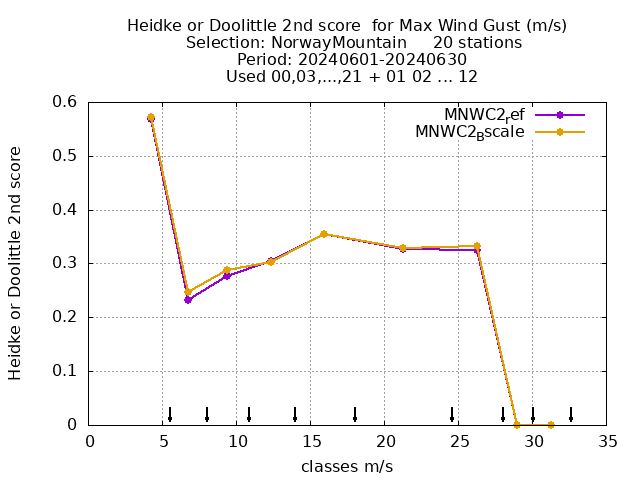 Heidke or Doolittle 2nd score  for Max Wind Gust (m/s)
Selection: NorwayMountain     20 stations
Period: 20240601-20240630
Used 00,03,...,21 + 01 02 ... 12
MNWC2ref
MNWC2Bscale
Heidke or Doolittle 2nd score
0.6
0.5
0.4
0.3
0.2
0.1
0
0 5 10 15 20 25 30 35
classes m/s